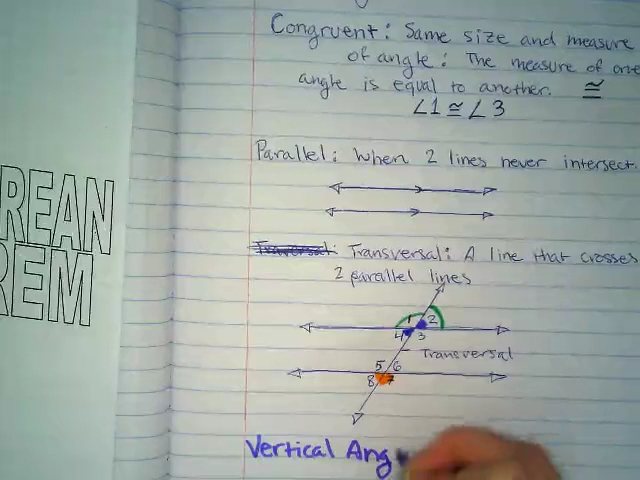 Congruent: Same size and measure
of angle: The measure of one
angle is equal to another. ≅
∠1 ≅ ∠3
Parallel: When 2 lines never intersect.
Transversal: A line that crosses
2 parallel lines
1 2
4 3
Transversal
5 6
8 7
Vertical Ang
REAN
REM